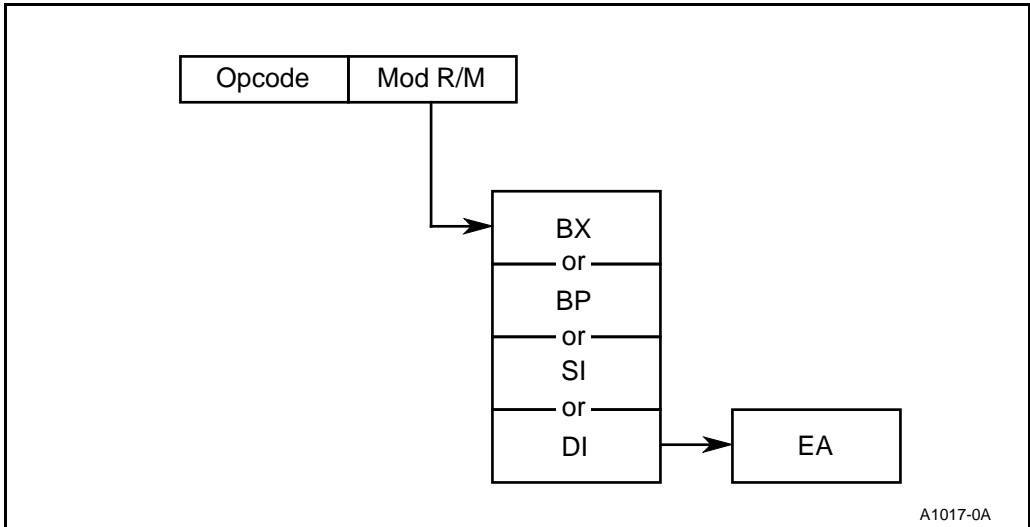 Opcode Mod R/M
BX
or
BP
or
SI
or
DI
EA
A1017-0A